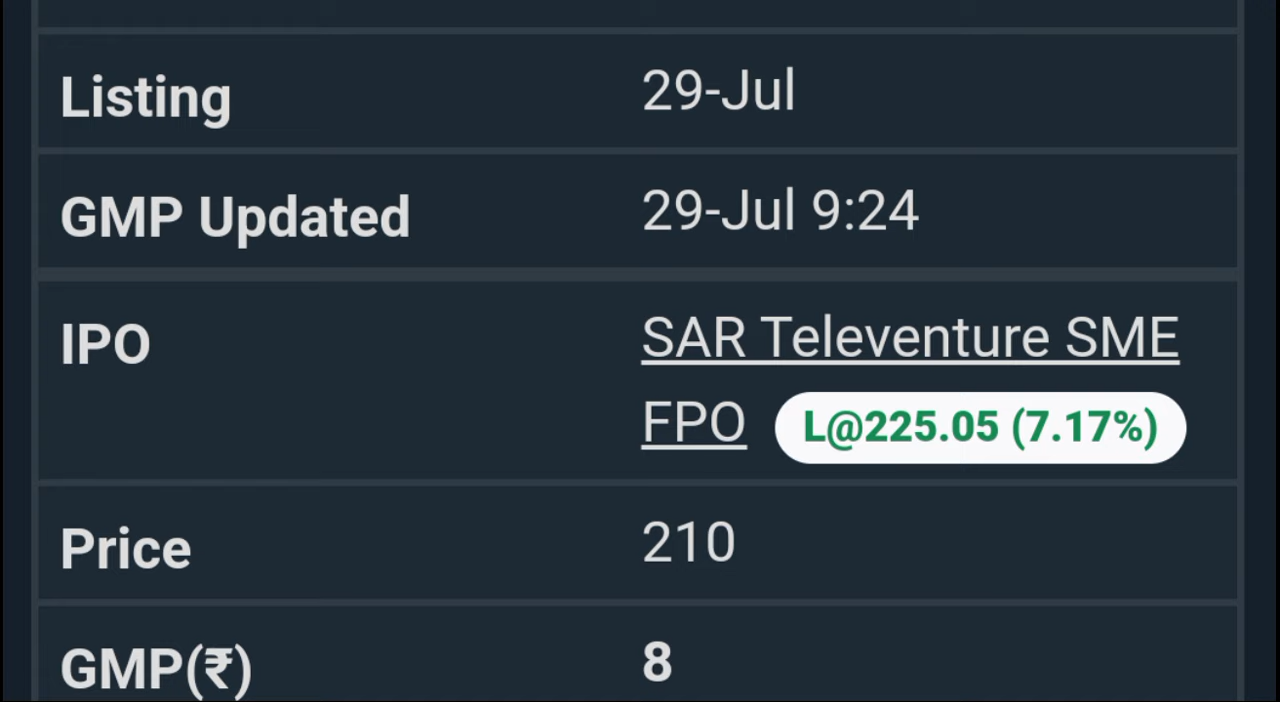 Listing 29-Jul
GMP Updated 29-Jul 9:24
IPO SAR Televenture SME
FPO L@225.05 (7.17%)
Price 210
GMP(₹) 8